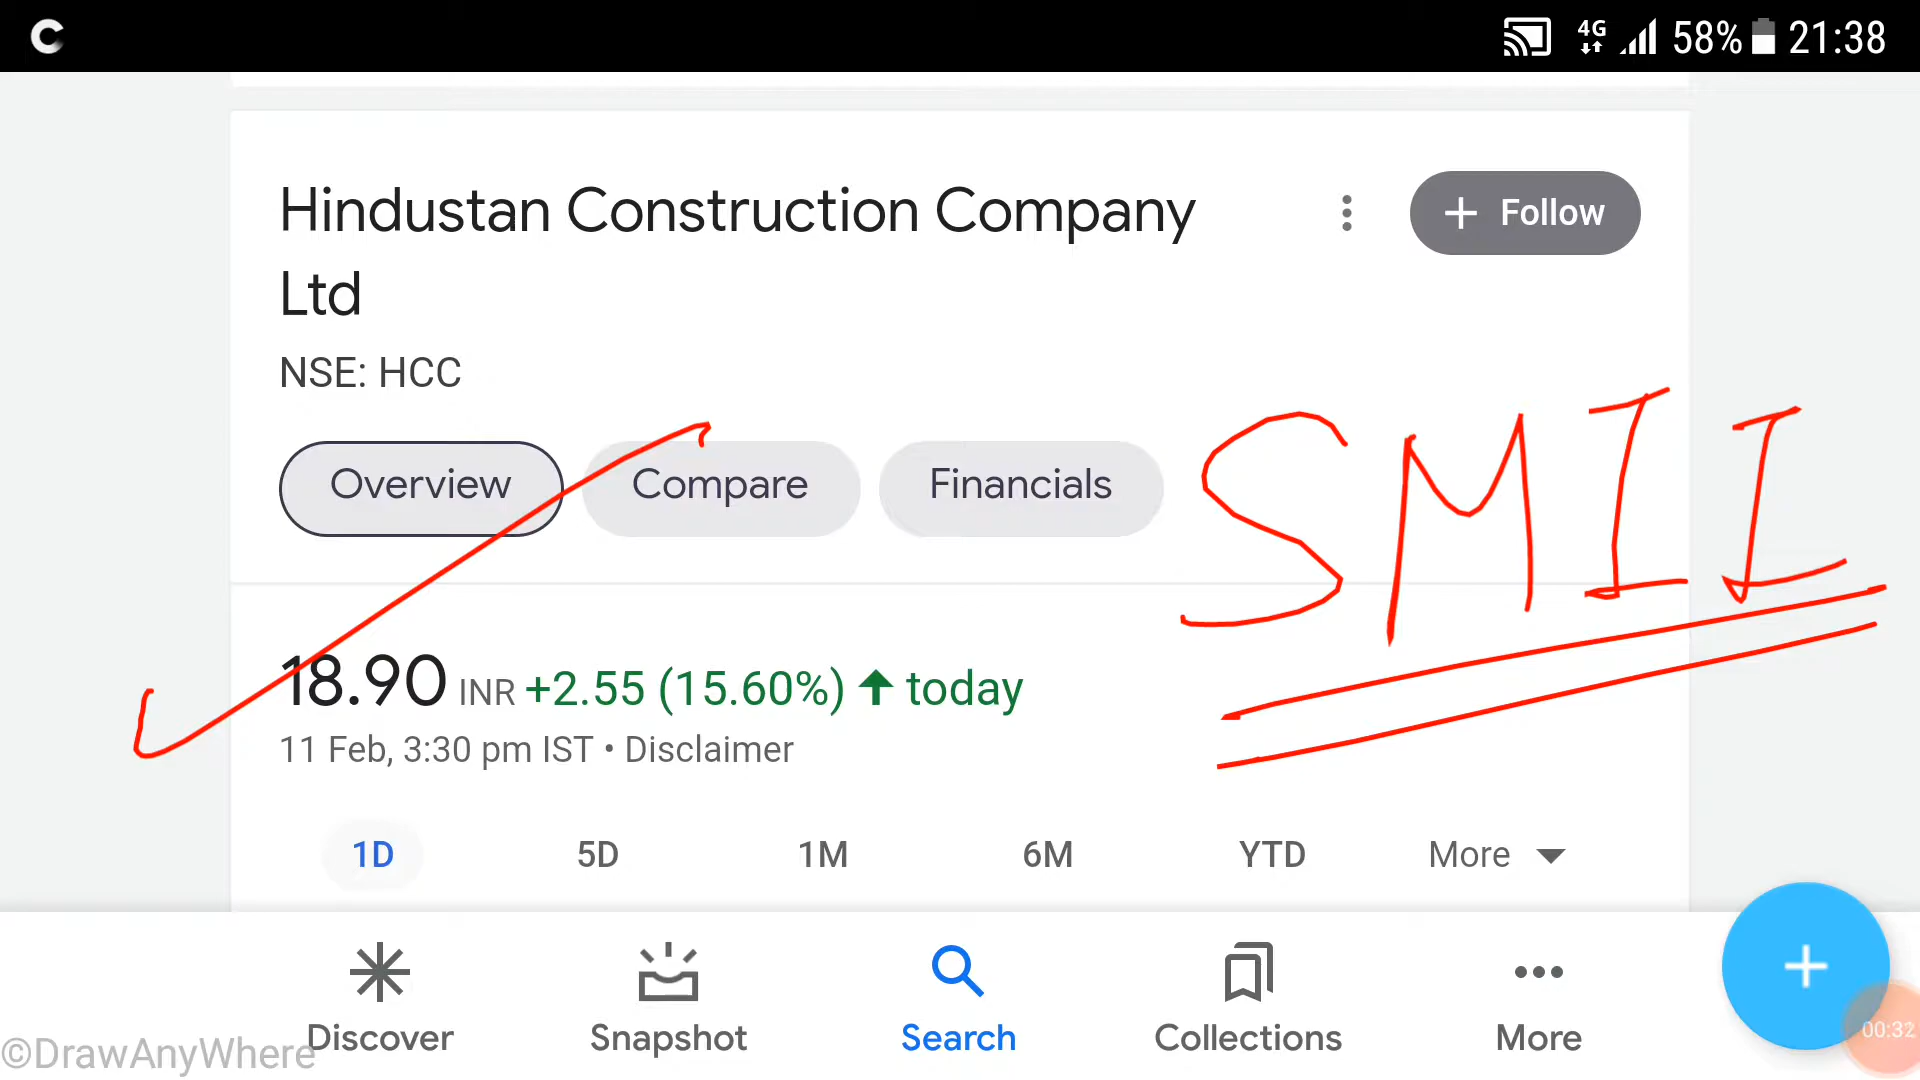 4G 58% 21:38
Hindustan Construction Company
Ltd
+ Follow
NSE: HCC
Overview Compare Financials
SMII
18.90 INR +2.55 (15.60%) ↑ today
11 Feb, 3:30 pm IST • Disclaimer
1D 5D 1M 6M YTD More
Discover Snapshot Search Collections More
00:32
©DrawAnyWhere